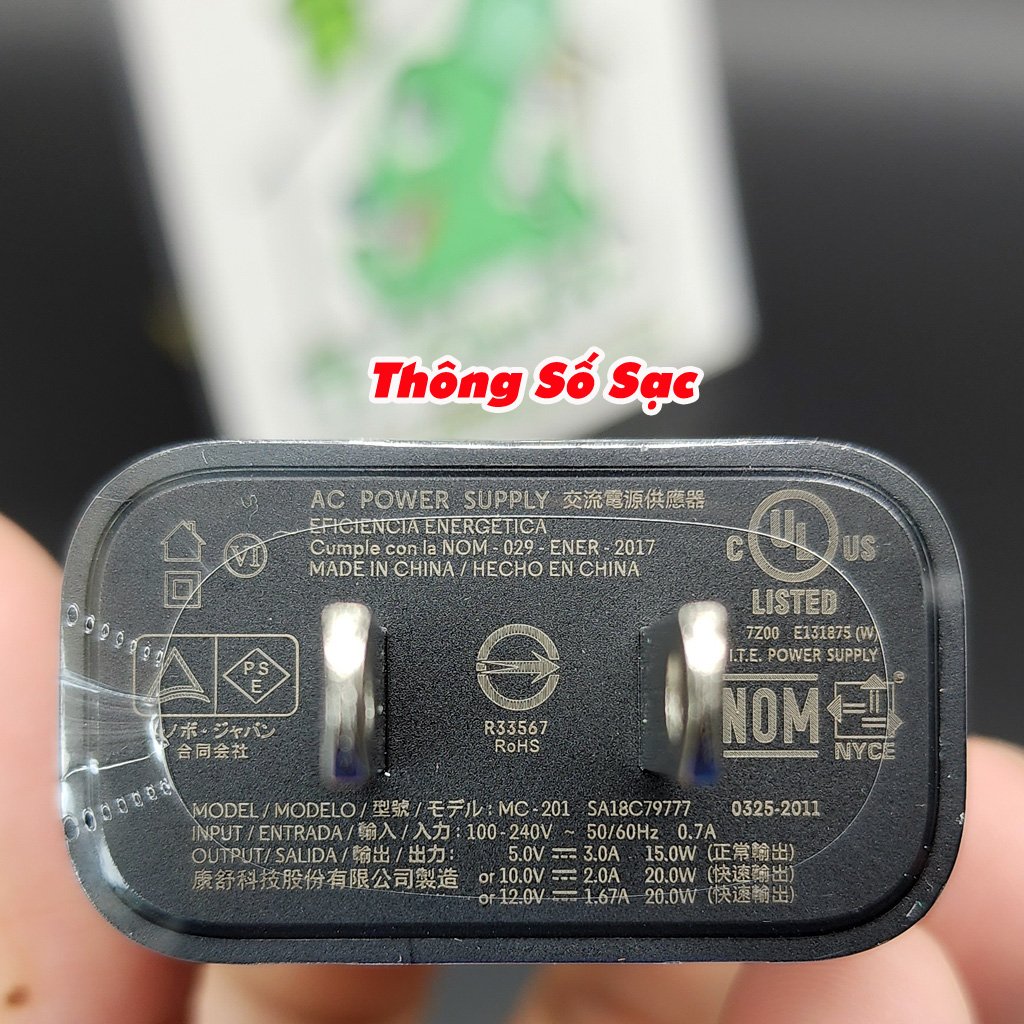 Thông Số Sạc
AC POWER SUPPLY 交流電源供應器
EFICIENCIA ENERGÉTICA
Cumple con la NOM - 029 - ENER - 2017
MADE IN CHINA / HECHO EN CHINA
VI
C UL US
LISTED
7Z00 E131875 (W)
I.T.E. POWER SUPPLY
PS
E
ノボ・ジャパン
合同会社
R33567
RoHS
NOM
NYCE
MODEL / MODELO / 型號 / モデル : MC - 201 SA18C79777 0325-2011
INPUT / ENTRADA / 輸入 / 入力 : 100 - 240V ~ 50/60Hz 0.7A
OUTPUT/ SALIDA / 輸出 / 出力 : 5.0V ⎓ 3.0A 15.0W (正常輸出)
康舒科技股份有限公司製造 or 10.0V ⎓ 2.0A 20.0W (快速輸出)
or 12.0V ⎓ 1.67A 20.0W (快速輸出)